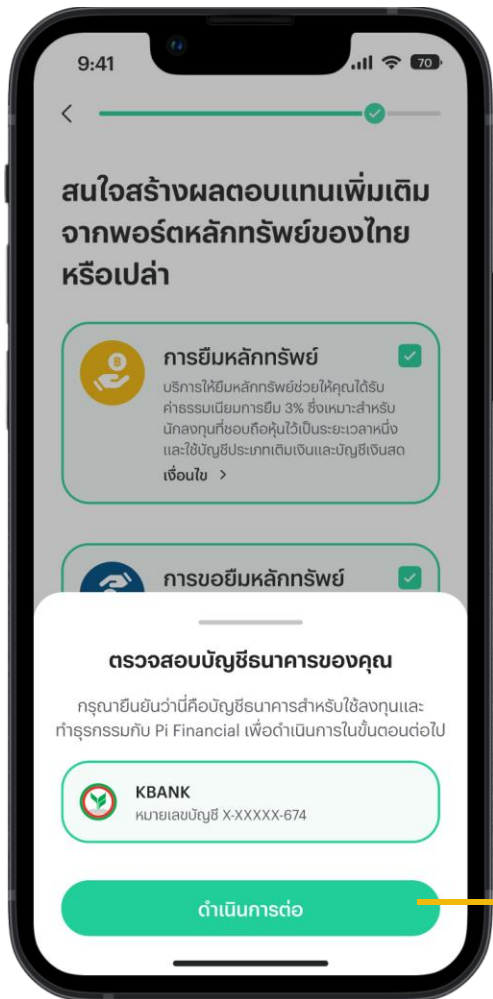 9:41
70
สนใจสร้างผลตอบแทนเพิ่มเติม
จากพอร์ตหลักทรัพย์ของไทย
หรือเปล่า
การยืมหลักทรัพย์
บริการให้ยืมหลักทรัพย์ช่วยให้คุณได้รับ
ค่าธรรมเนียมการยืม 3% ซึ่งเหมาะสำหรับ
นักลงทุนที่ชอบถือหุ้นไว้เป็นระยะเวลาหนึ่ง
และใช้บัญชีประเภทเติมเงินและบัญชีเงินสด
เงื่อนไข >
การขอยืมหลักทรัพย์
ตรวจสอบบัญชีธนาคารของคุณ
กรุณายืนยันว่านี่คือบัญชีธนาคารสำหรับใช้ลงทุนและ
ทำธุรกรรมกับ Pi Financial เพื่อดำเนินการในขั้นตอนต่อไป
KBANK
หมายเลขบัญชี X-XXXXX-674
ดำเนินการต่อ